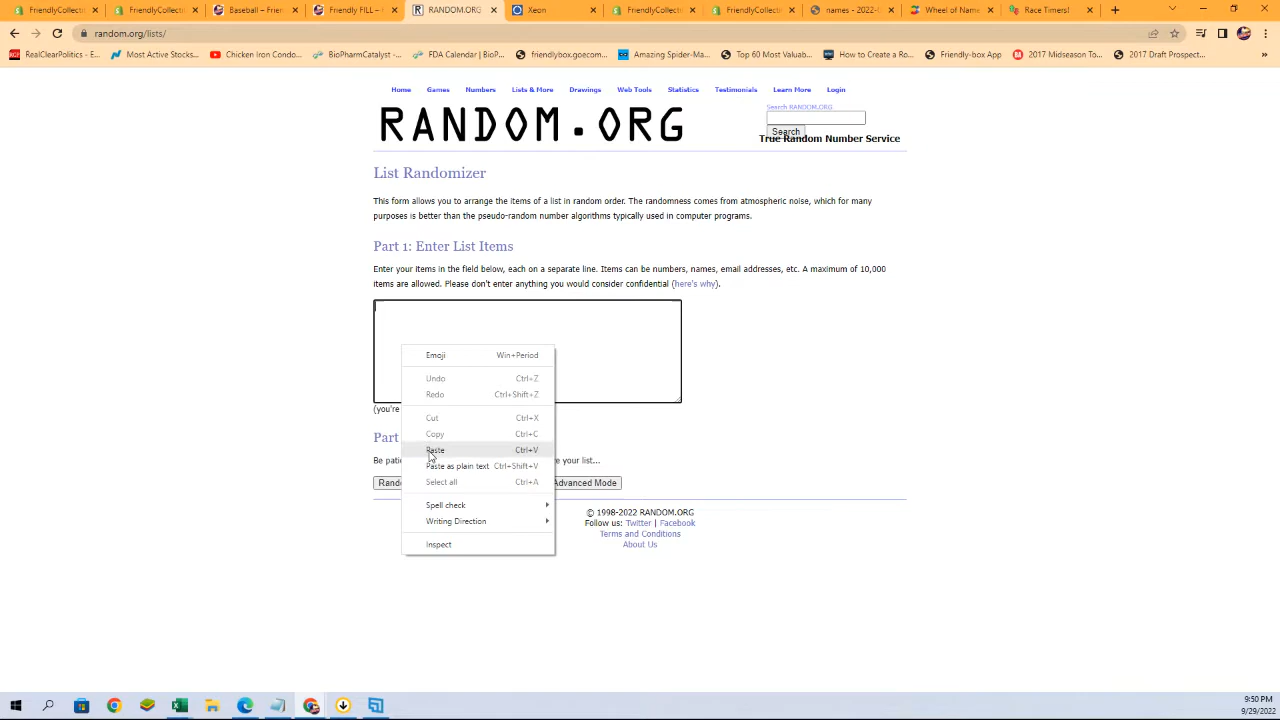 FriendlyCollectib
FriendlyCollectib
Baseball – Frien
Friendly FILL –
RANDOM.ORG
Xeon
FriendlyCollectib
FriendlyCollectib
names - 2022-
Wheel of Name
Race Timers!
random.org/lists/
RealClearPolitics - E...
Most Active Stocks...
Chicken Iron Condo...
BioPharmCatalyst -...
FDA Calendar | BioP...
friendlybox.goecom...
Amazing Spider-Ma...
Top 60 Most Valuab...
How to Create a Ro...
Friendly-box App
2017 Midseason To...
2017 Draft Prospect...
Home Games Numbers Lists & More Drawings Web Tools Statistics Testimonials Learn More Login
RANDOM.ORG
Search RANDOM.ORG
Search
True Random Number Service
List Randomizer
This form allows you to arrange the items of a list in random order. The randomness comes from atmospheric noise, which for many
purposes is better than the pseudo-random number algorithms typically used in computer programs.
Part 1: Enter List Items
Enter your items in the field below, each on a separate line. Items can be numbers, names, email addresses, etc. A maximum of 10,000
items are allowed. Please don't enter anything you would consider confidential (here's why).
Emoji Win+Period
Undo Ctrl+Z
Redo Ctrl+Shift+Z
Cut Ctrl+X
Copy Ctrl+C
Paste Ctrl+V
Paste as plain text Ctrl+Shift+V
Select all Ctrl+A
Spell check
Writing Direction
Inspect
(you're
Part
Be pati
e your list...
Rando
Advanced Mode
© 1998-2022 RANDOM.ORG
Follow us: Twitter | Facebook
Terms and Conditions
About Us
9:50 PM
9/29/2022